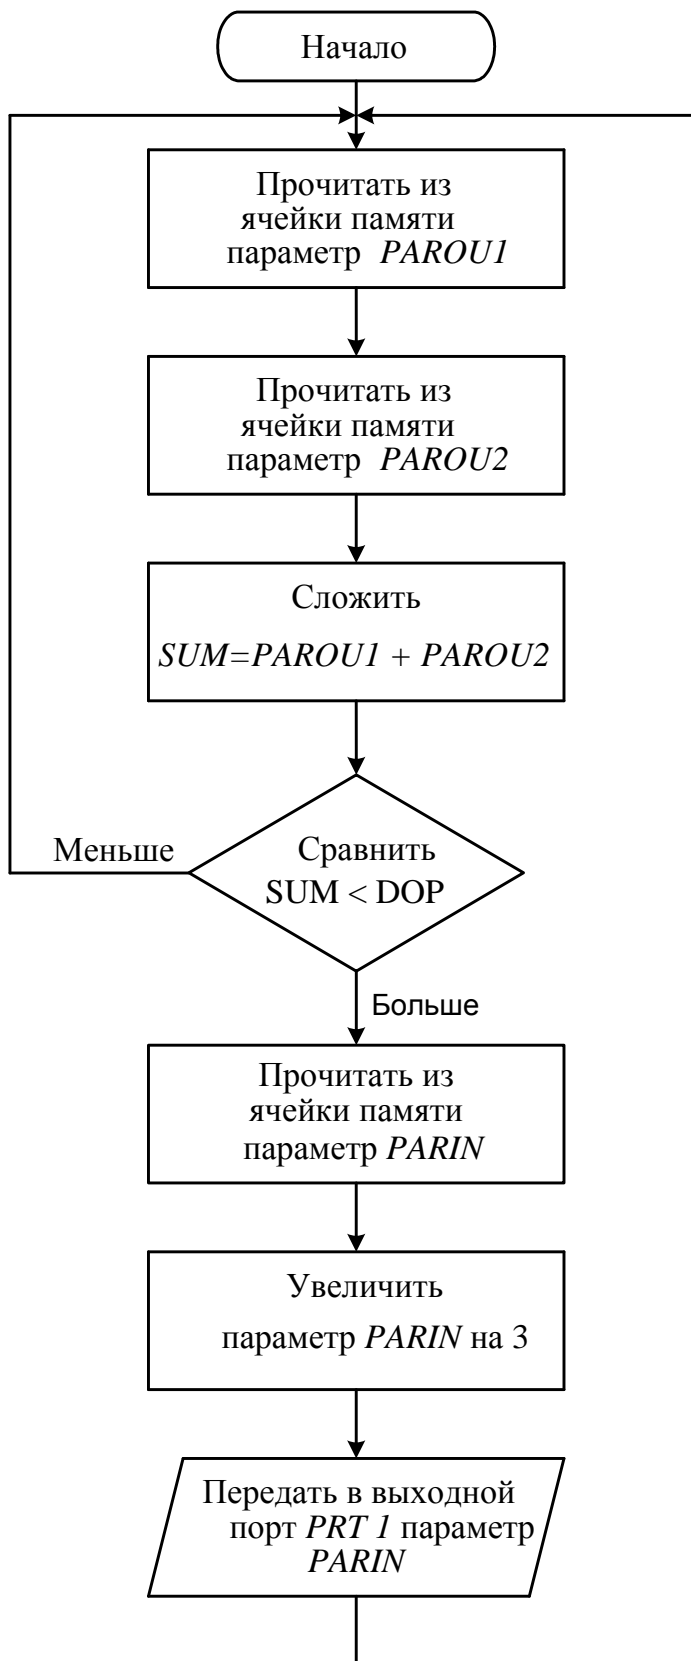 Начало
Прочитать из
ячейки памяти
параметр PAROU1
Прочитать из
ячейки памяти
параметр PAROU2
Сложить
SUM=PAROU1 + PAROU2
Меньше
Сравнить
SUM < DOP
Больше
Прочитать из
ячейки памяти
параметр PARIN
Увеличить
параметр PARIN на 3
Передать в выходной
порт PRT 1 параметр
PARIN